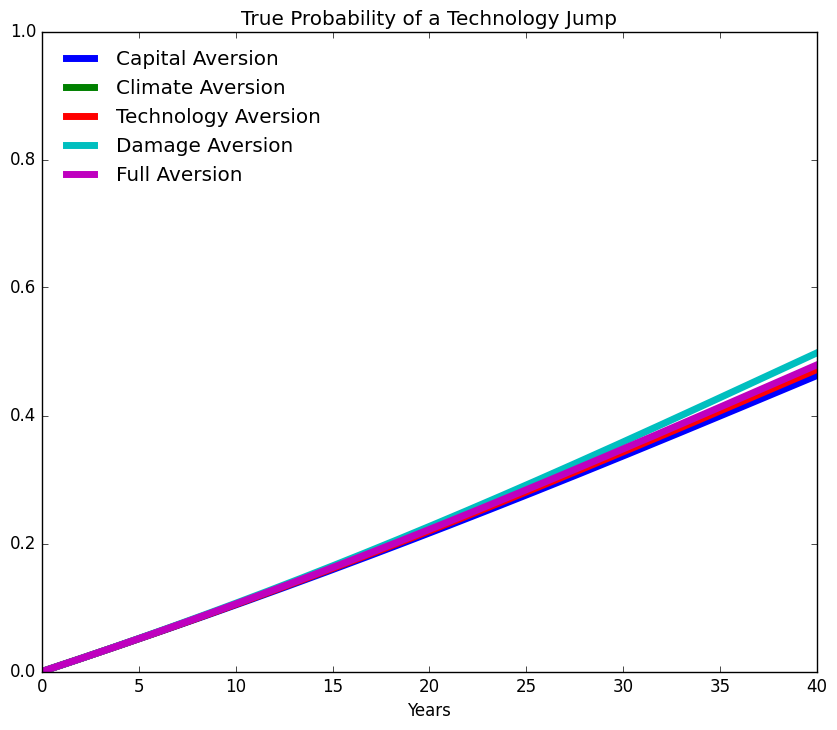 True Probability of a Technology Jump
1.0
Capital Aversion
Climate Aversion
Technology Aversion
Damage Aversion
Full Aversion
0.8
0.6
0.4
0.2
0.0
0 5 10 15 20 25 30 35 40
Years